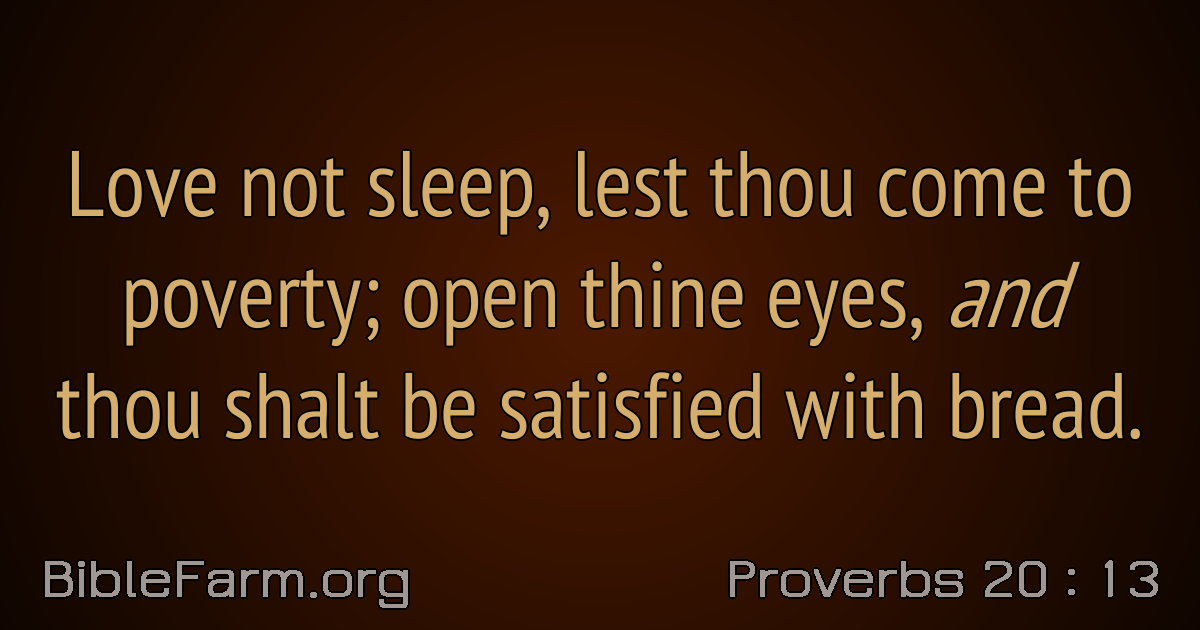 Love not sleep, lest thou come to
poverty; open thine eyes, and
thou shalt be satisfied with bread.
BibleFarm.org
Proverbs 20 : 13